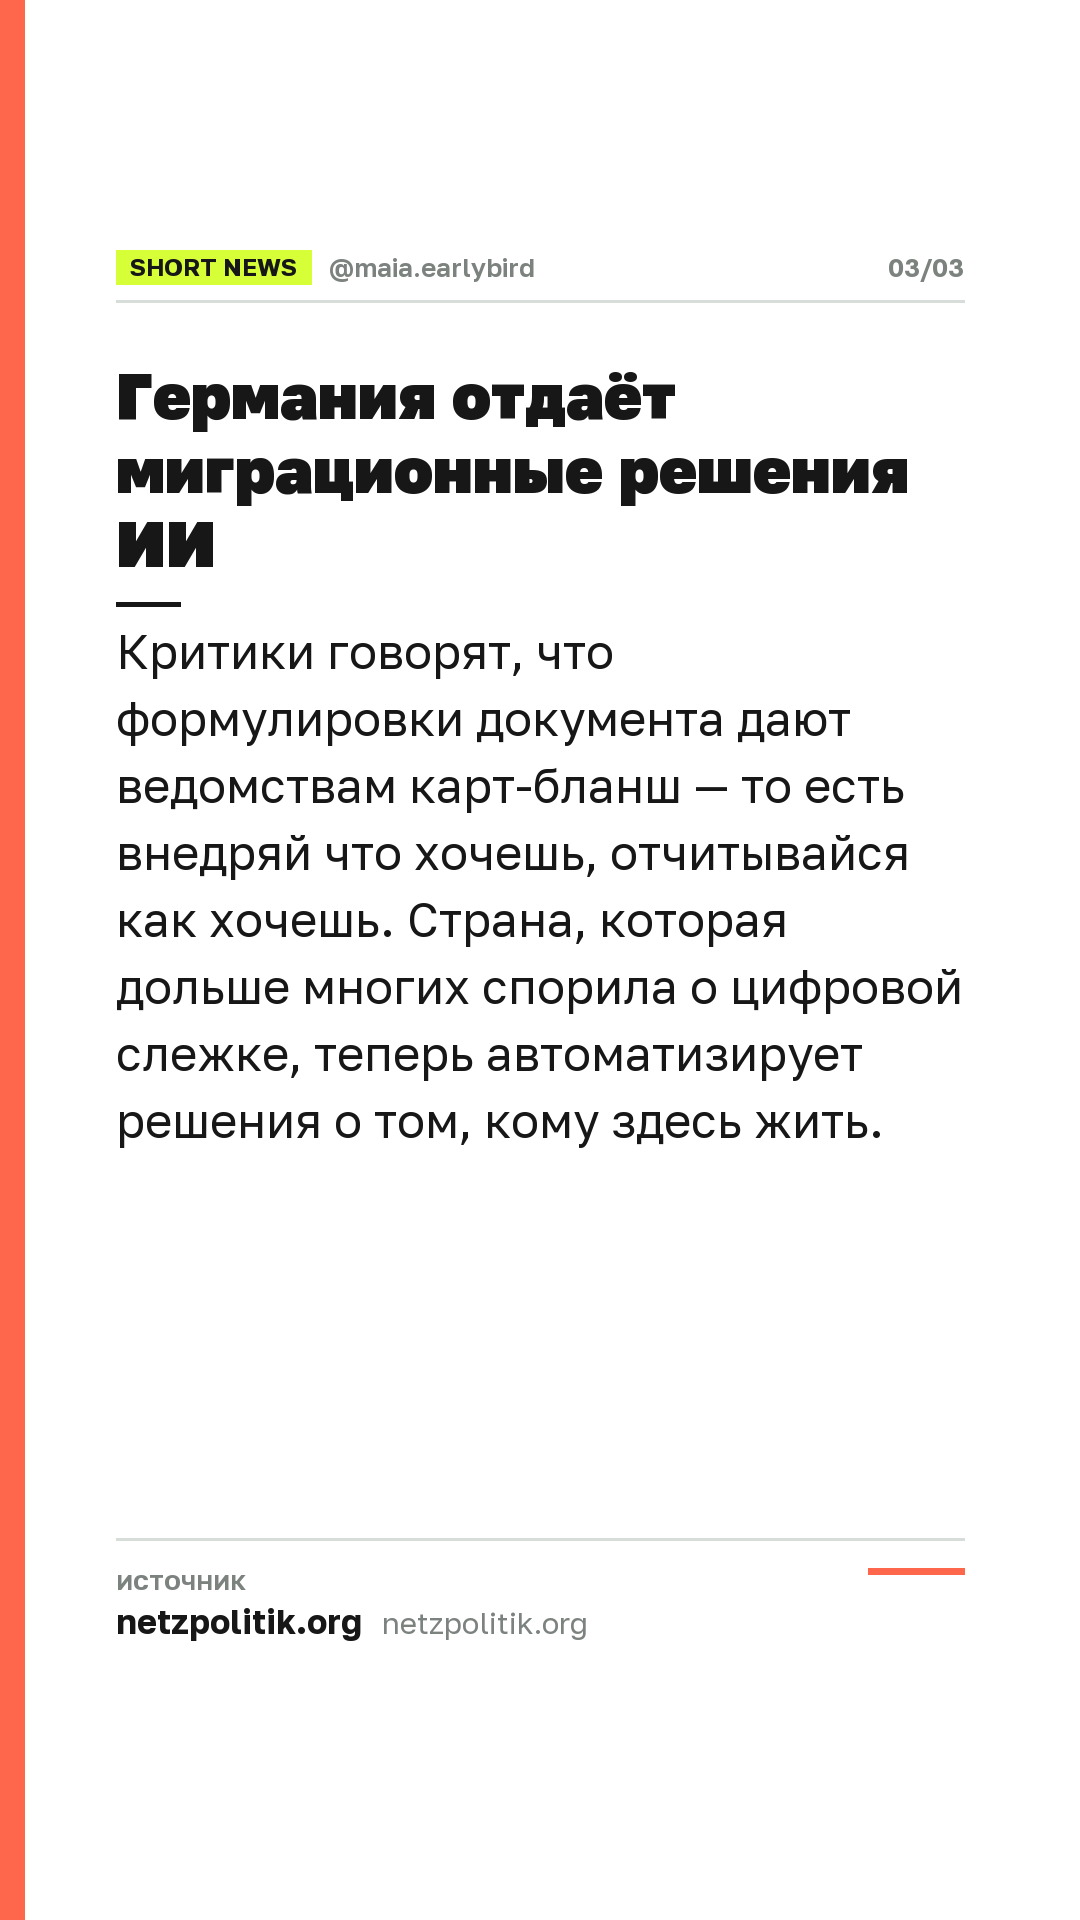 SHORT NEWS @maia.earlybird 03/03
Германия отдаёт
миграционные решения
ИИ
Критики говорят, что
формулировки документа дают
ведомствам карт-бланш — то есть
внедряй что хочешь, отчитывайся
как хочешь. Страна, которая
дольше многих спорила о цифровой
слежке, теперь автоматизирует
решения о том, кому здесь жить.
источник
netzpolitik.org netzpolitik.org